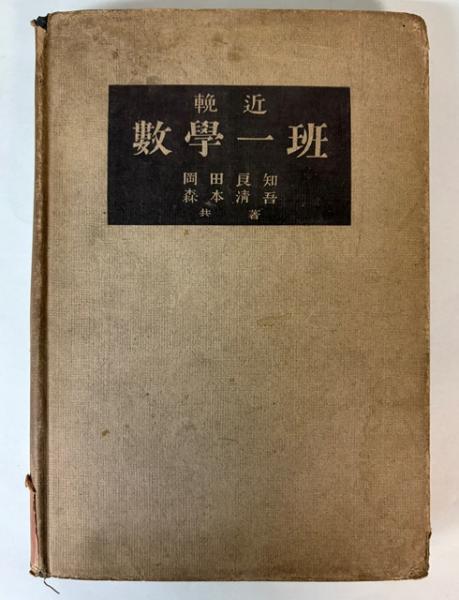 輓近
數學一班
岡田良知
森本清吾
共著